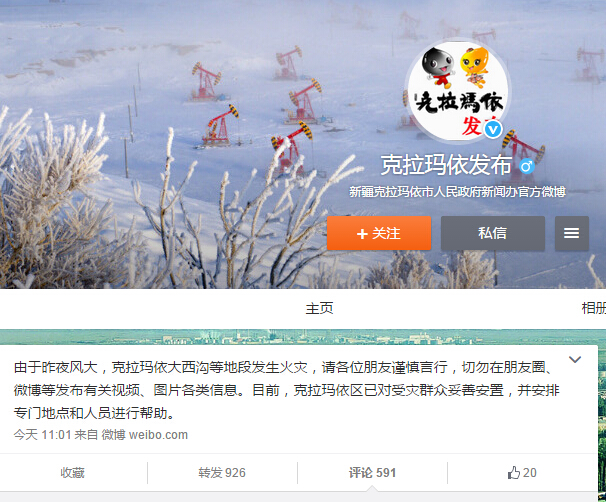 克拉玛依
发布
克拉玛依发布
新疆克拉玛依市人民政府新闻办官方微博
+ 关注
私信
主页
相册
由于昨夜风大，克拉玛依大西沟等地段发生火灾，请各位朋友谨慎言行，切勿在朋友圈、
微博等发布有关视频、图片各类信息。目前，克拉玛依区已对受灾群众妥善安置，并安排
专门地点和人员进行帮助。
今天 11:01 来自 微博 weibo.com
收藏
转发 926
评论 591
20